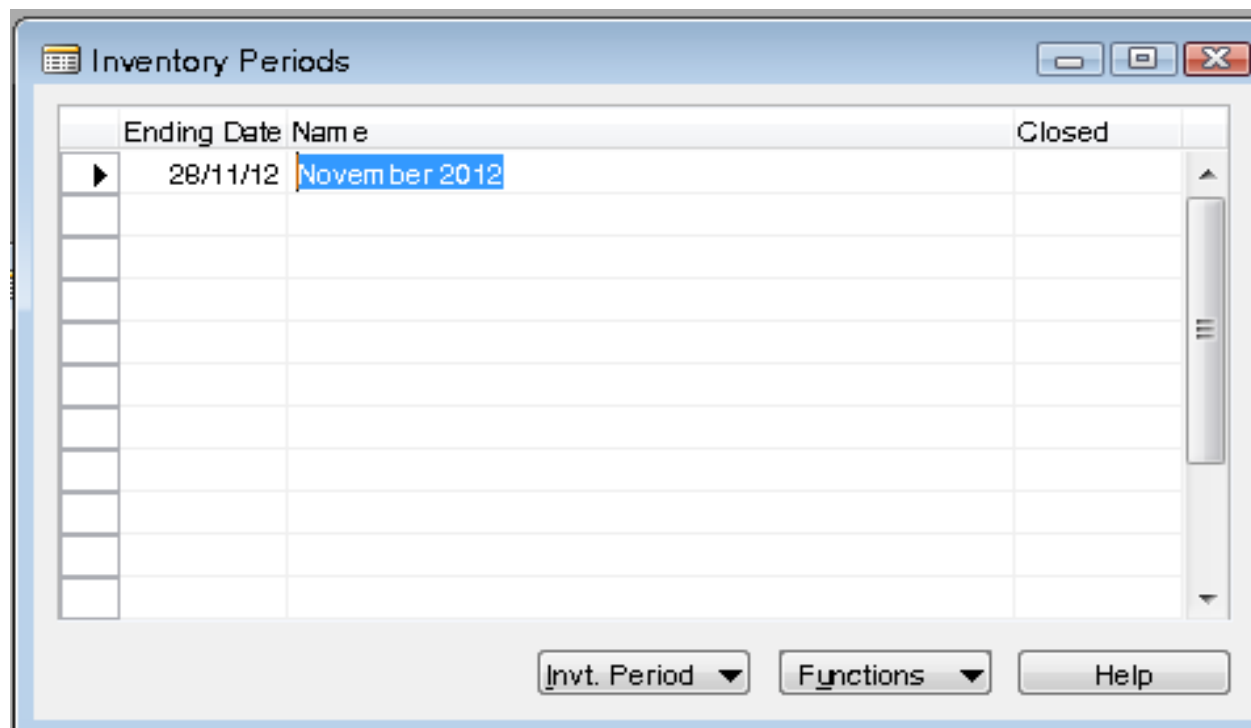 Inventory Periods
Ending Date Name Closed
28/11/12 November 2012
Invt. Period Functions Help